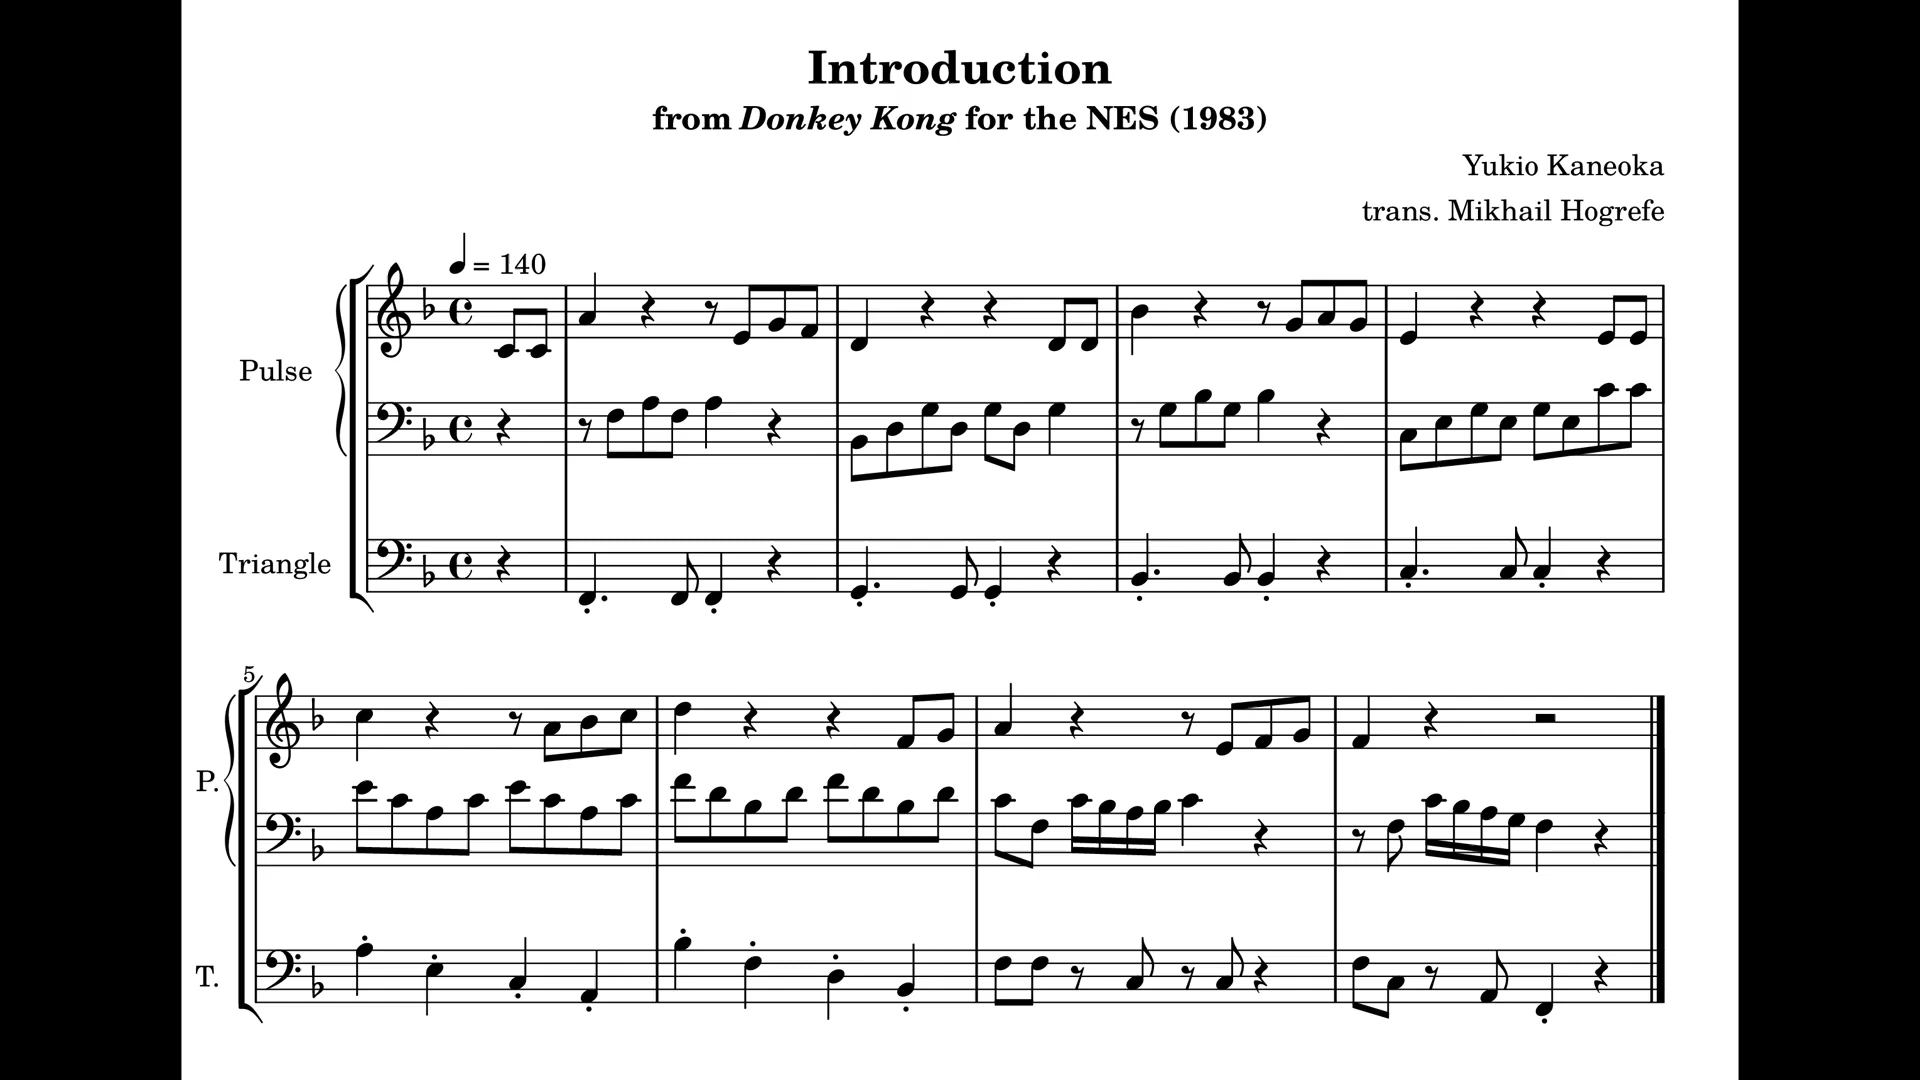 Introduction
from Donkey Kong for the NES (1983)
Yukio Kaneoka
trans. Mikhail Hogrefe
= 140
Pulse
Triangle
5
P.
T.